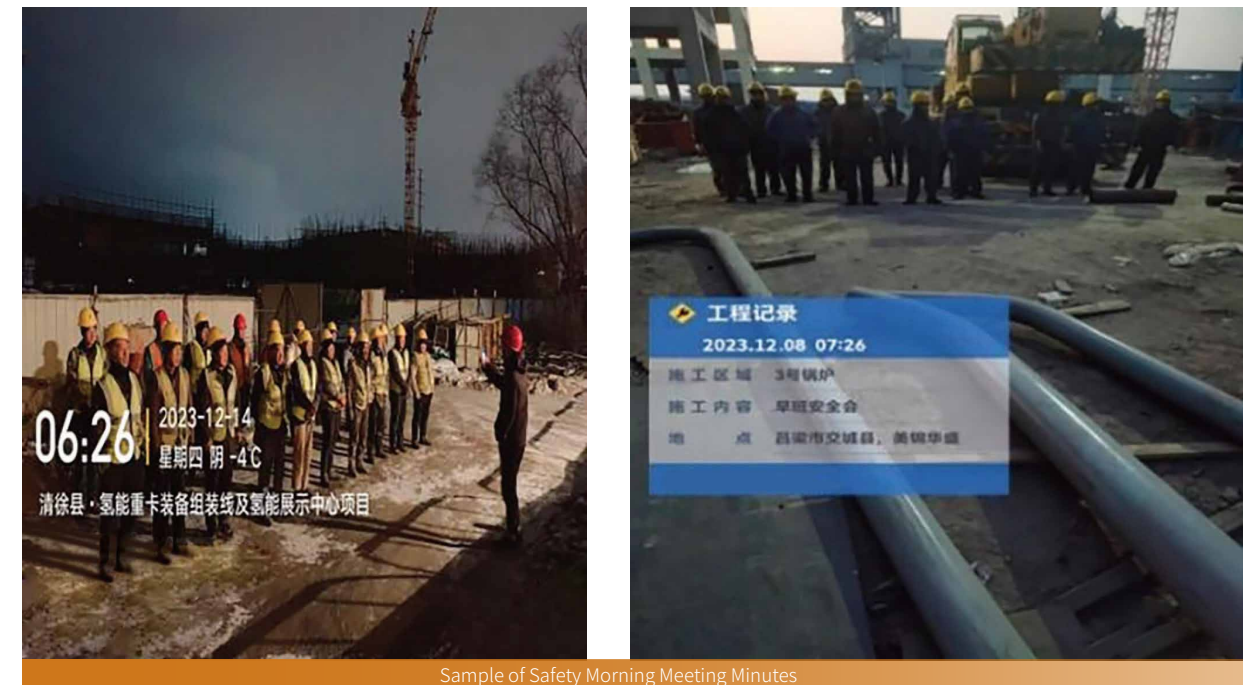 06:26
2023-12-14
星期四 阴 -4℃
清徐县·氢能重卡装备组装线及氢能展示中心项目
工程记录
2023.12.08 07:26
施工区域 3号锅炉
施工内容 早班安全会
地 点 吕梁市交城县，美锦华盛
Sample of Safety Morning Meeting Minutes